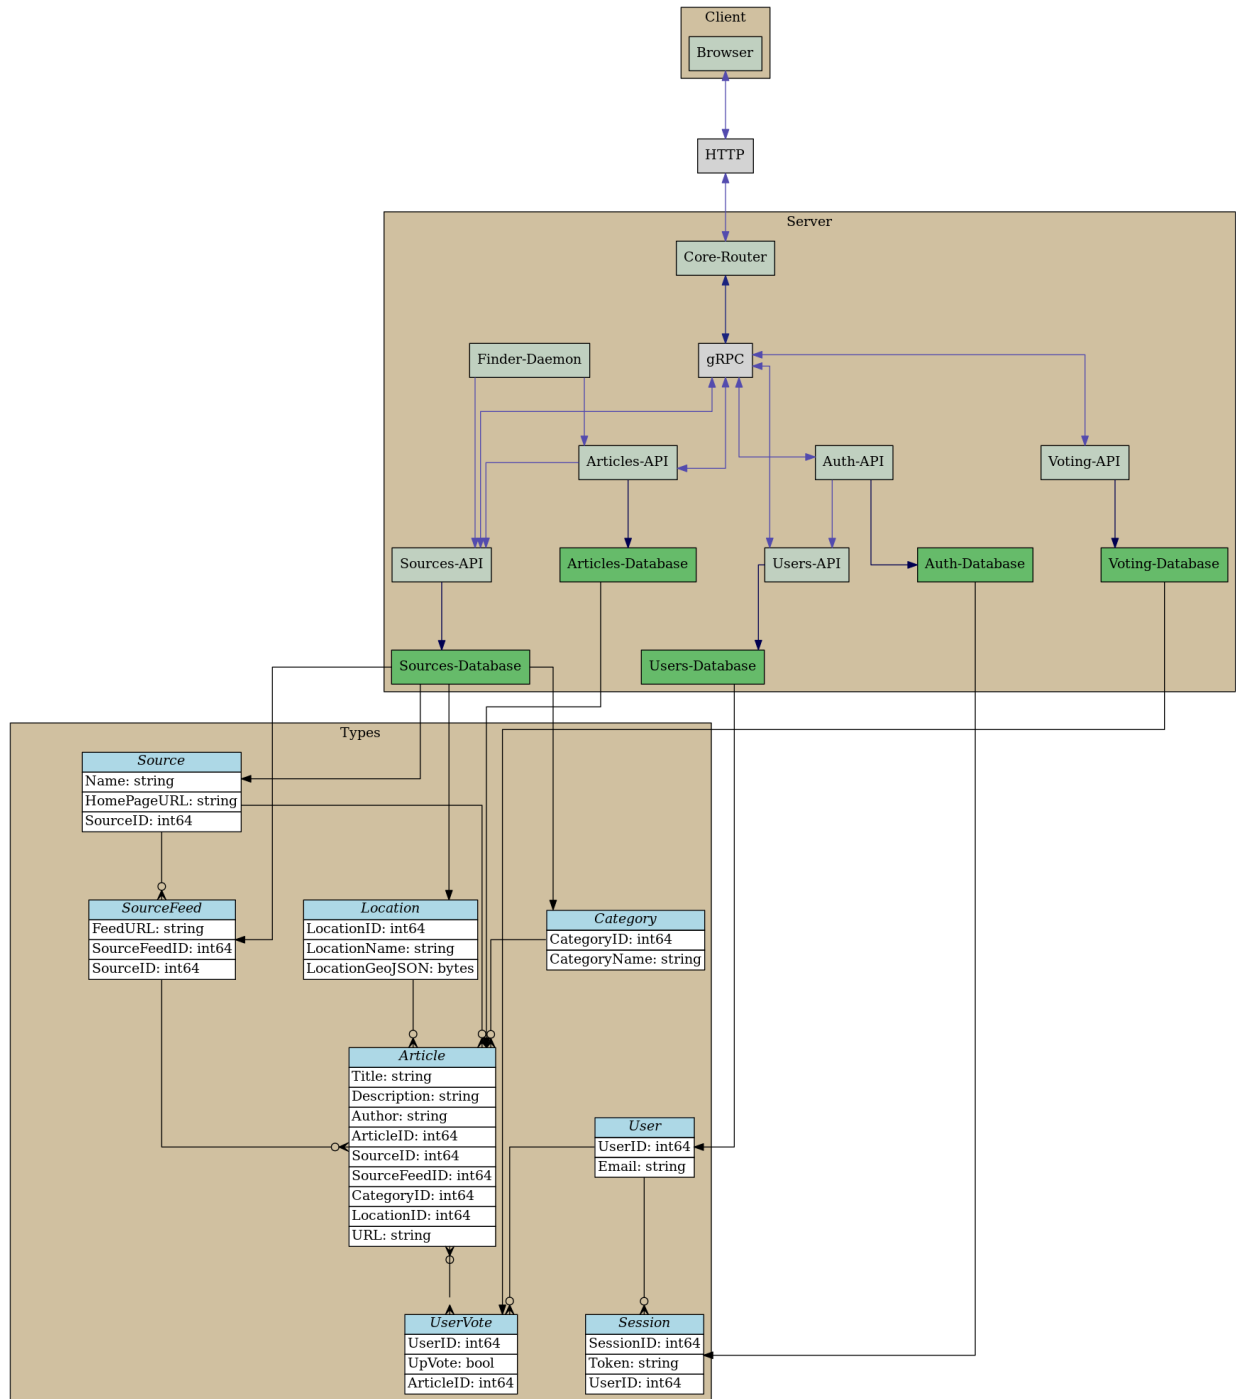 Client
Browser
HTTP
Server
Core-Router
Finder-Daemon
gRPC
Articles-API
Auth-API
Voting-API
Sources-API
Articles-Database
Users-API
Auth-Database
Voting-Database
Sources-Database
Users-Database
Types
Source
Name: string
HomePageURL: string
SourceID: int64
SourceFeed
FeedURL: string
SourceFeedID: int64
SourceID: int64
Location
LocationID: int64
LocationName: string
LocationGeoJSON: bytes
Category
CategoryID: int64
CategoryName: string
Article
Title: string
Description: string
Author: string
ArticleID: int64
SourceID: int64
SourceFeedID: int64
CategoryID: int64
LocationID: int64
URL: string
User
UserID: int64
Email: string
UserVote
UserID: int64
UpVote: bool
ArticleID: int64
Session
SessionID: int64
Token: string
UserID: int64